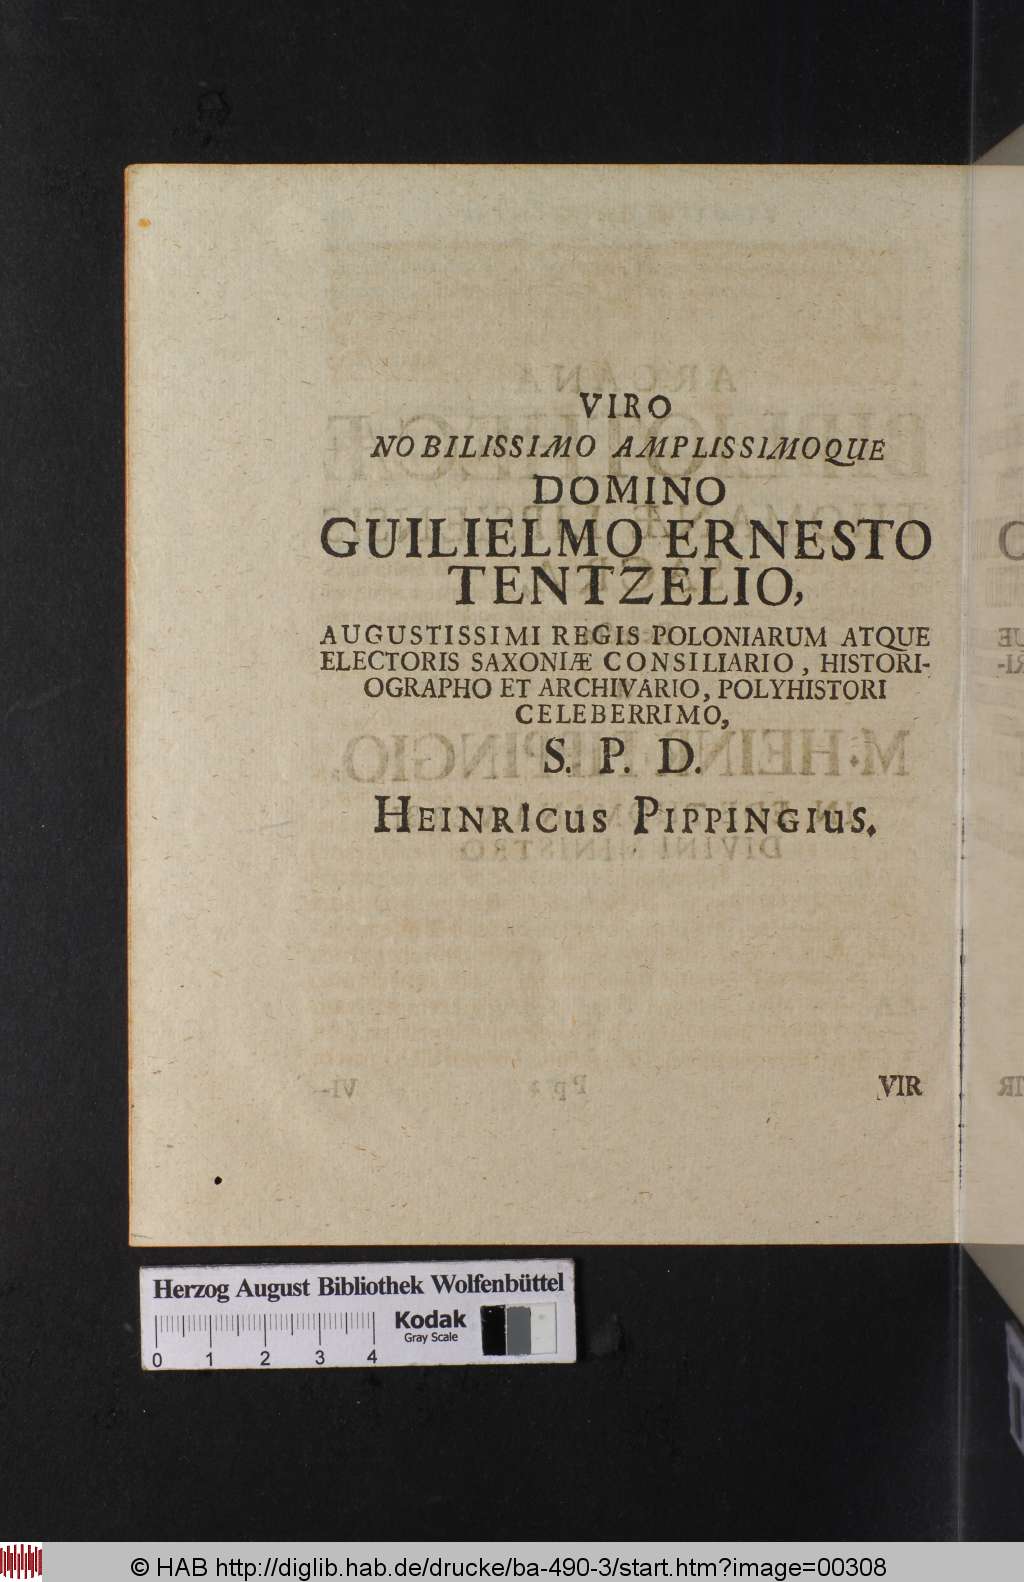 VIRO
NOBILISSIMO AMPLISSIMOQUE
DOMINO
GUILIELMO ERNESTO
TENTZELIO,
AUGUSTISSIMI REGIS POLONIARUM ATQUE
ELECTORIS SAXONIÆ CONSILIARIO, HISTORI-
OGRAPHO ET ARCHIVARIO, POLYHISTORI
CELEBERRIMO,
S. P. D.
HEINRICUS PIPPINGIUS.
VIR
Herzog August Bibliothek Wolfenbüttel
Kodak
Gray Scale
0 1 2 3 4
© HAB http://diglib.hab.de/drucke/ba-490-3/start.htm?image=00308